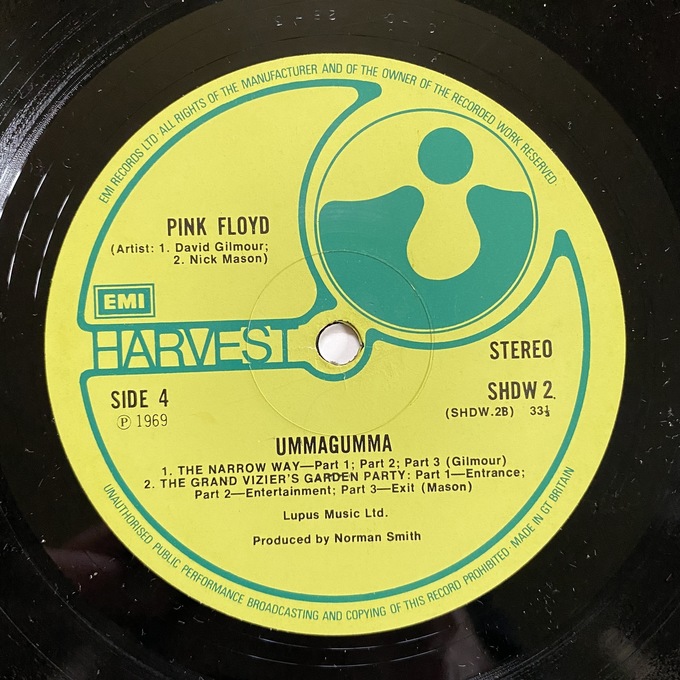 EMI RECORDS LTD · ALL RIGHTS OF THE MANUFACTURER AND OF THE OWNER OF THE RECORDED WORK RESERVED ·
PINK FLOYD
(Artist: 1. David Gilmour;
2. Nick Mason)
EMI
HARVEST
STEREO
SIDE 4
SHDW 2.
℗ 1969
(SHDW.2B) 33⅓
UMMAGUMMA
1. THE NARROW WAY—Part 1; Part 2; Part 3 (Gilmour)
2. THE GRAND VIZIER'S GARDEN PARTY: Part 1—Entrance;
Part 2—Entertainment; Part 3—Exit (Mason)
Lupus Music Ltd.
Produced by Norman Smith
UNAUTHORISED PUBLIC PERFORMANCE BROADCASTING AND COPYING OF THIS RECORD PROHIBITED · MADE IN GT BRITAIN